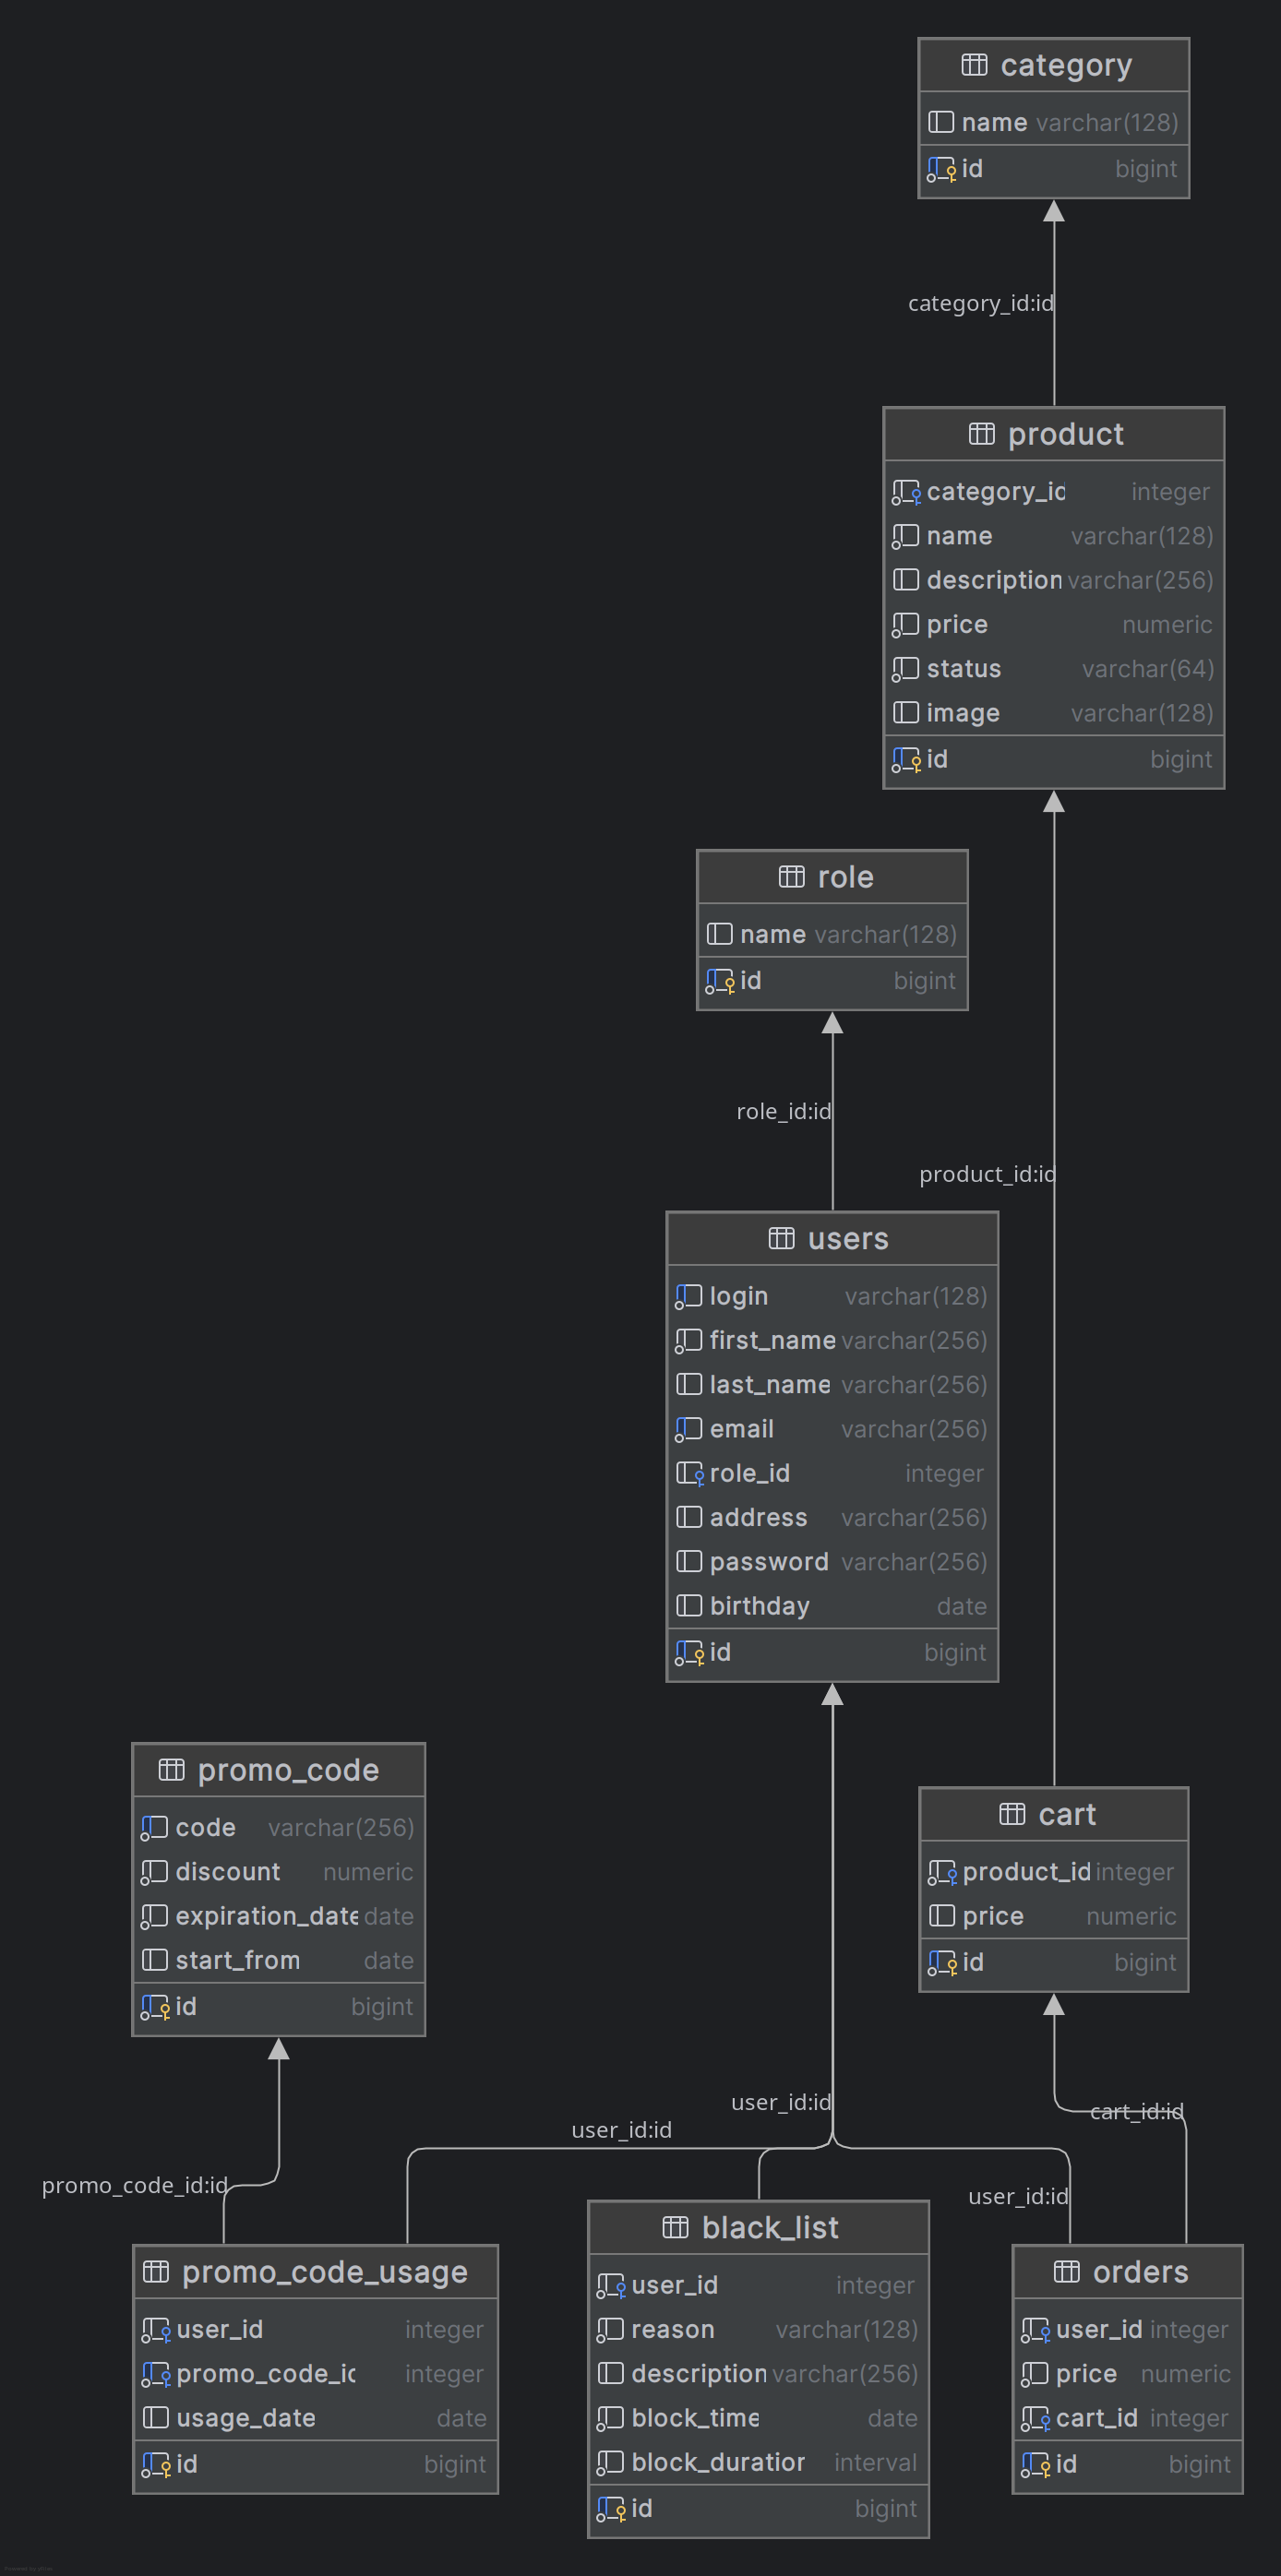 category
name varchar(128)
id bigint
category_id:id
product
category_id integer
name varchar(128)
description varchar(256)
price numeric
status varchar(64)
image varchar(128)
id bigint
role
name varchar(128)
id bigint
role_id:id
product_id:id
users
login varchar(128)
first_name varchar(256)
last_name varchar(256)
email varchar(256)
role_id integer
address varchar(256)
password varchar(256)
birthday date
id bigint
promo_code
code varchar(256)
discount numeric
expiration_date date
start_from date
id bigint
cart
product_id integer
price numeric
id bigint
user_id:id
cart_id:id
user_id:id
promo_code_id:id
user_id:id
promo_code_usage
user_id integer
promo_code_id integer
usage_date date
id bigint
black_list
user_id integer
reason varchar(128)
description varchar(256)
block_time date
block_duration interval
id bigint
orders
user_id integer
price numeric
cart_id integer
id bigint